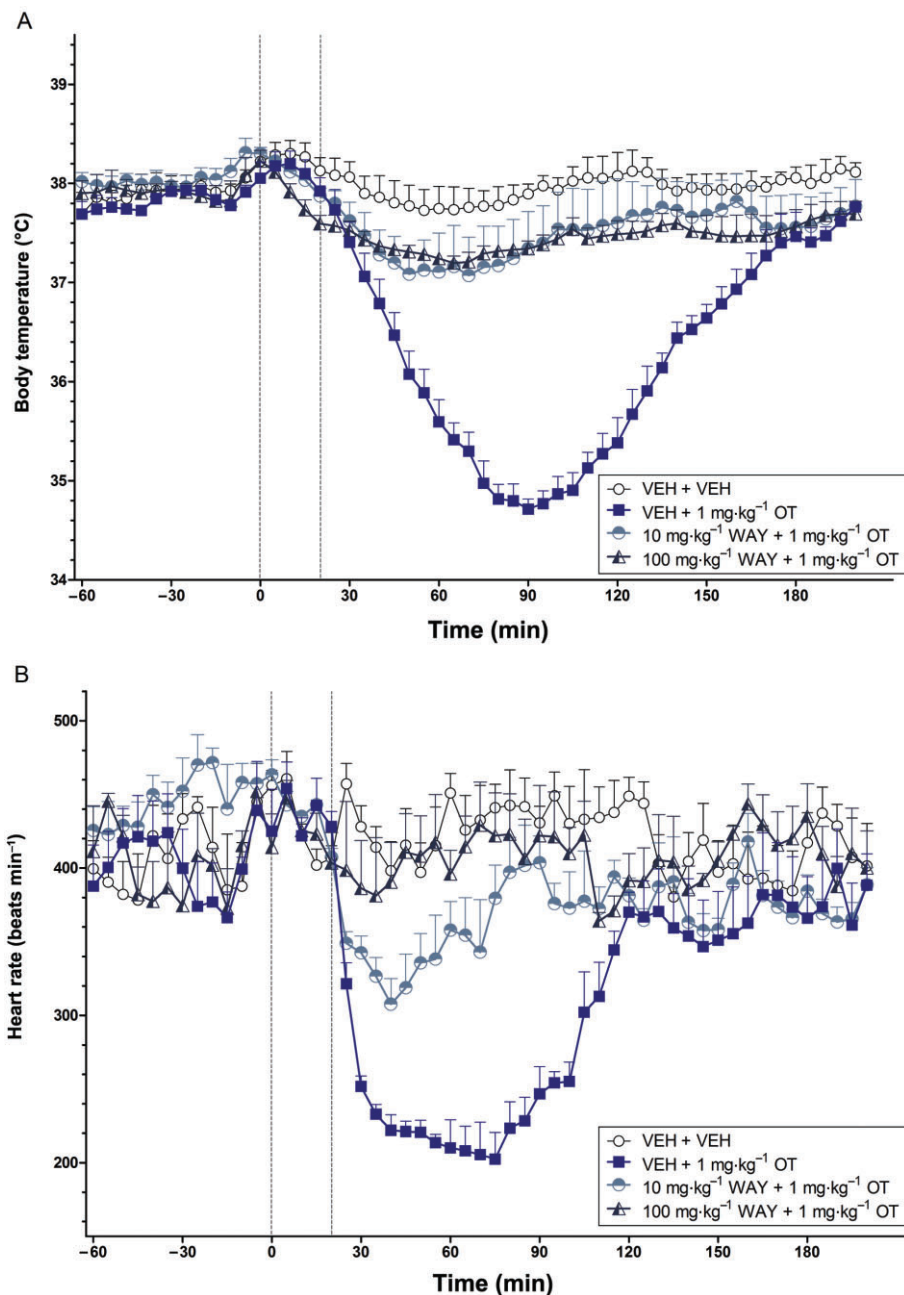 A
39
38
37
36
35
34
Body temperature (°C)
VEH + VEH
VEH + 1 mg·kg⁻¹ OT
10 mg·kg⁻¹ WAY + 1 mg·kg⁻¹ OT
100 mg·kg⁻¹ WAY + 1 mg·kg⁻¹ OT
−60 −30 0 30 60 90 120 150 180
Time (min)
B
500
400
300
200
Heart rate (beats min⁻¹)
VEH + VEH
VEH + 1 mg·kg⁻¹ OT
10 mg·kg⁻¹ WAY + 1 mg·kg⁻¹ OT
100 mg·kg⁻¹ WAY + 1 mg·kg⁻¹ OT
−60 −30 0 30 60 90 120 150 180
Time (min)